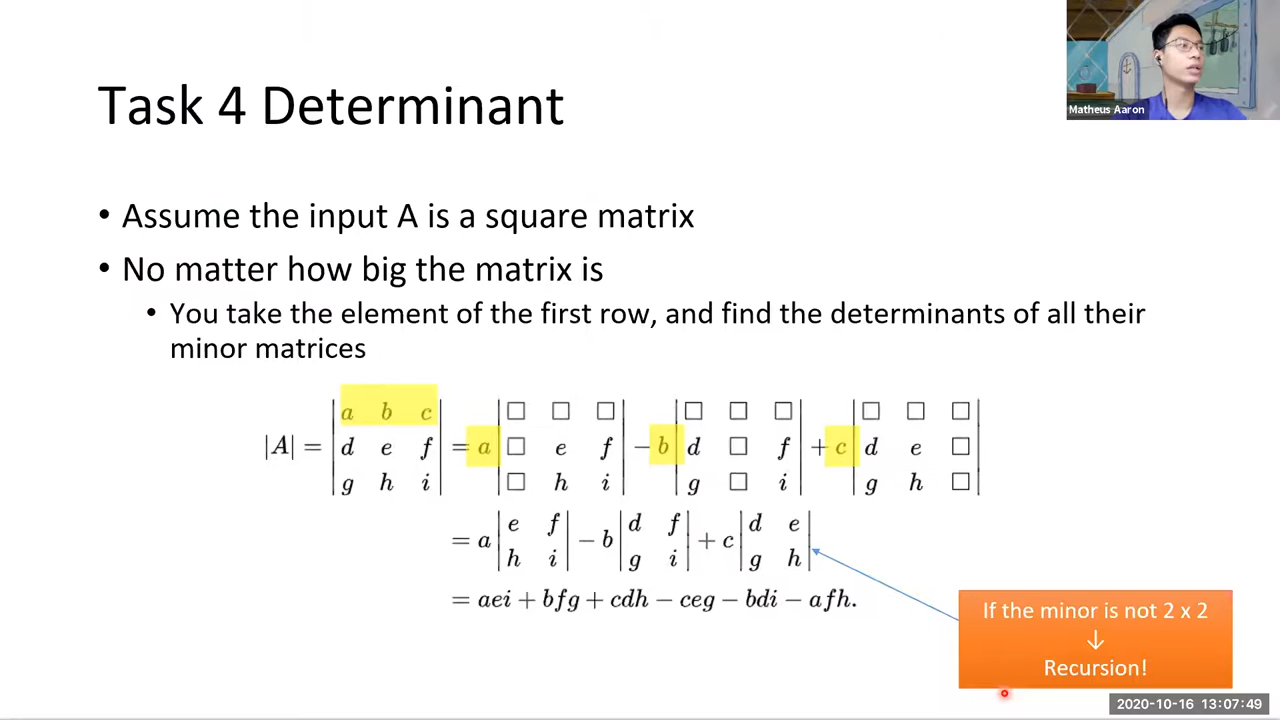 Matheus Aaron
Task 4 Determinant
• Assume the input A is a square matrix
• No matter how big the matrix is
• You take the element of the first row, and find the determinants of all their
minor matrices
a b c □ □ □ □ □ □ □ □ □
|A| = d e f = a □ e f − b d □ f + c d e □
g h i □ h i g □ i g h □
= a |e f| − b |d f| + c |d e|
|h i| |g i| |g h|
= aei + bfg + cdh − ceg − bdi − afh.
If the minor is not 2 x 2
↓
Recursion!
2020-10-16 13:07:49